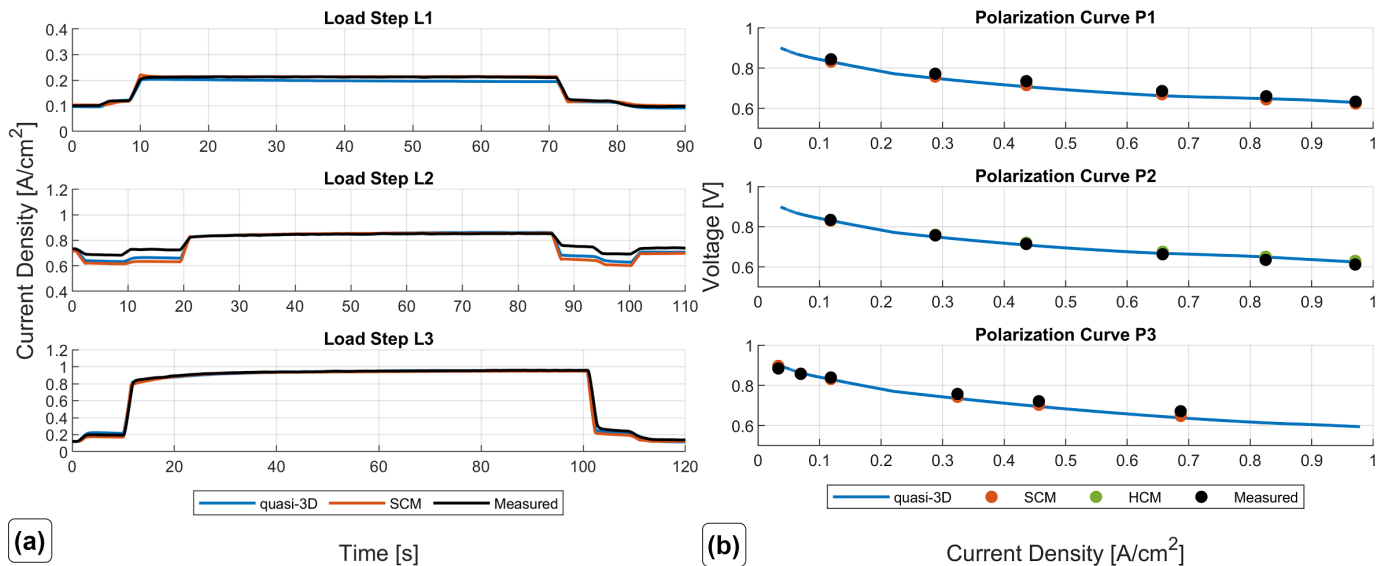 Load Step L1
0.4
0.3
0.2
0.1
0
0 10 20 30 40 50 60 70 80 90
Load Step L2
1.2
1
0.8
0.6
0.4
0 10 20 30 40 50 60 70 80 90 100 110
Load Step L3
1.2
1
0.8
0.6
0.4
0.2
0
0 20 40 60 80 100 120
Current Density [A/cm2]
quasi-3D SCM Measured
(a)
Time [s]
Polarization Curve P1
1
0.8
0.6
0 0.1 0.2 0.3 0.4 0.5 0.6 0.7 0.8 0.9 1
Polarization Curve P2
1
0.8
0.6
0 0.1 0.2 0.3 0.4 0.5 0.6 0.7 0.8 0.9 1
Polarization Curve P3
1
0.8
0.6
0 0.1 0.2 0.3 0.4 0.5 0.6 0.7 0.8 0.9 1
Voltage [V]
quasi-3D SCM HCM Measured
(b)
Current Density [A/cm2]